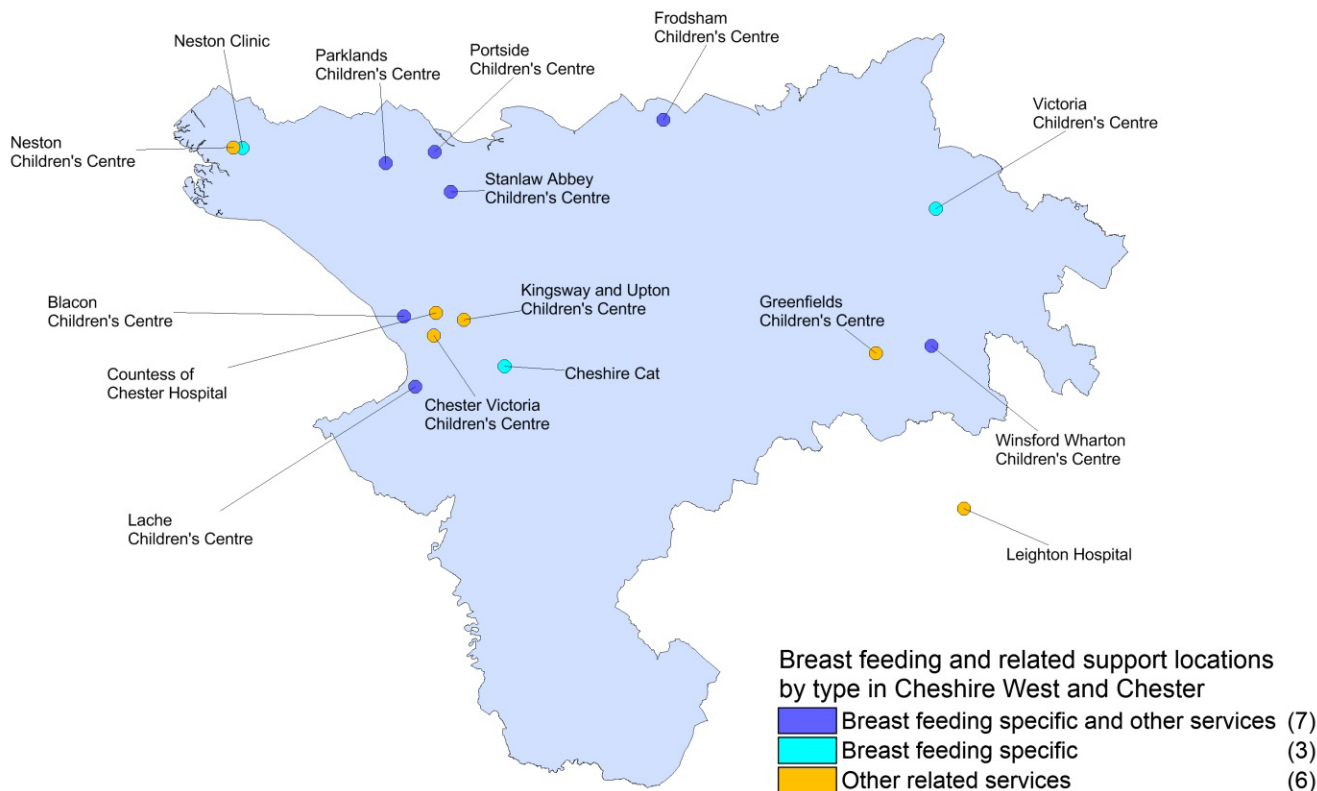 Frodsham
Children's Centre
Neston Clinic
Parklands
Children's Centre
Portside
Children's Centre
Victoria
Children's Centre
Neston
Children's Centre
Stanlaw Abbey
Children's Centre
Blacon
Children's Centre
Kingsway and Upton
Children's Centre
Greenfields
Children's Centre
Countess of
Chester Hospital
Cheshire Cat
Chester Victoria
Children's Centre
Winsford Wharton
Children's Centre
Lache
Children's Centre
Leighton Hospital
Breast feeding and related support locations
by type in Cheshire West and Chester
Breast feeding specific and other services (7)
Breast feeding specific (3)
Other related services (6)